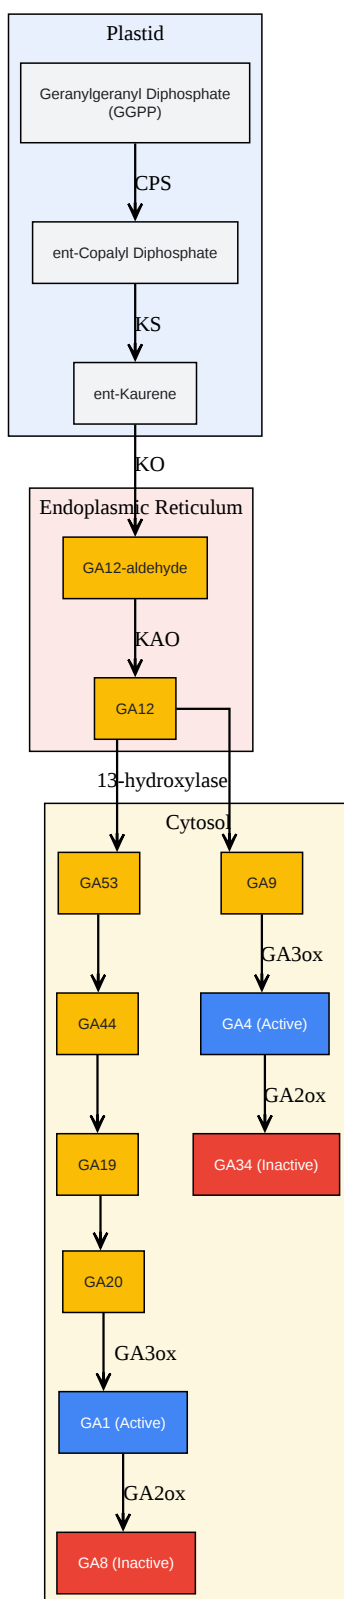 Plastid
Geranylgeranyl Diphosphate
(GGPP)
CPS
ent-Copalyl Diphosphate
KS
ent-Kaurene
KO
Endoplasmic Reticulum
GA12-aldehyde
KAO
GA12
13-hydroxylase
Cytosol
GA53
GA9
GA3ox
GA44
GA4 (Active)
GA2ox
GA19
GA34 (Inactive)
GA20
GA3ox
GA1 (Active)
GA2ox
GA8 (Inactive)